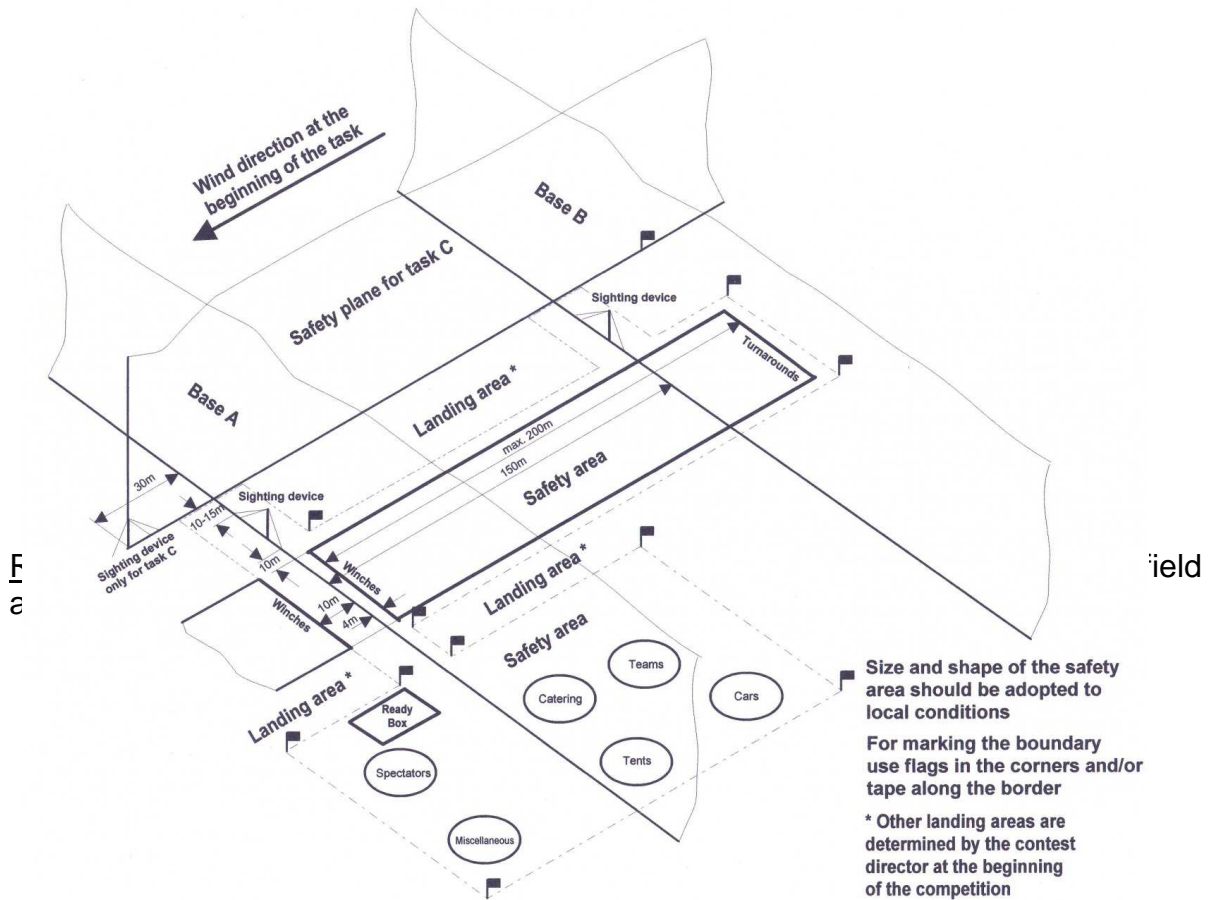 Wind direction at the
beginning of the task
Base B
Safety plane for task C
Sighting device
Turnarounds
Base A
Landing area *
max. 200m
150m
Safety area
30m
10-15m
Sighting device
Sighting device
only for task C
10m
Winches
Winches
10m
4m
Landing area *
Safety area
Landing area *
Ready
Box
Teams
Catering
Cars
Tents
Spectators
Miscellaneous
ield
Size and shape of the safety
area should be adopted to
local conditions
For marking the boundary
use flags in the corners and/or
tape along the border
* Other landing areas are
determined by the contest
director at the beginning
of the competition